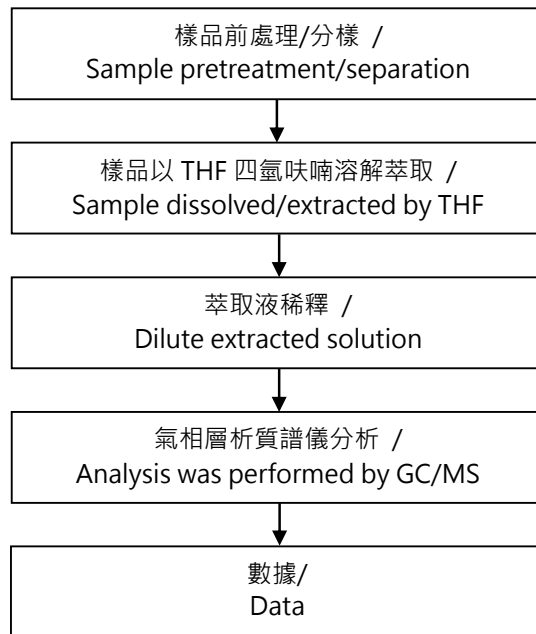 樣品前處理/分樣 /
Sample pretreatment/separation
樣品以 THF 四氫呋喃溶解萃取 /
Sample dissolved/extracted by THF
萃取液稀釋 /
Dilute extracted solution
氣相層析質譜儀分析 /
Analysis was performed by GC/MS
數據/
Data